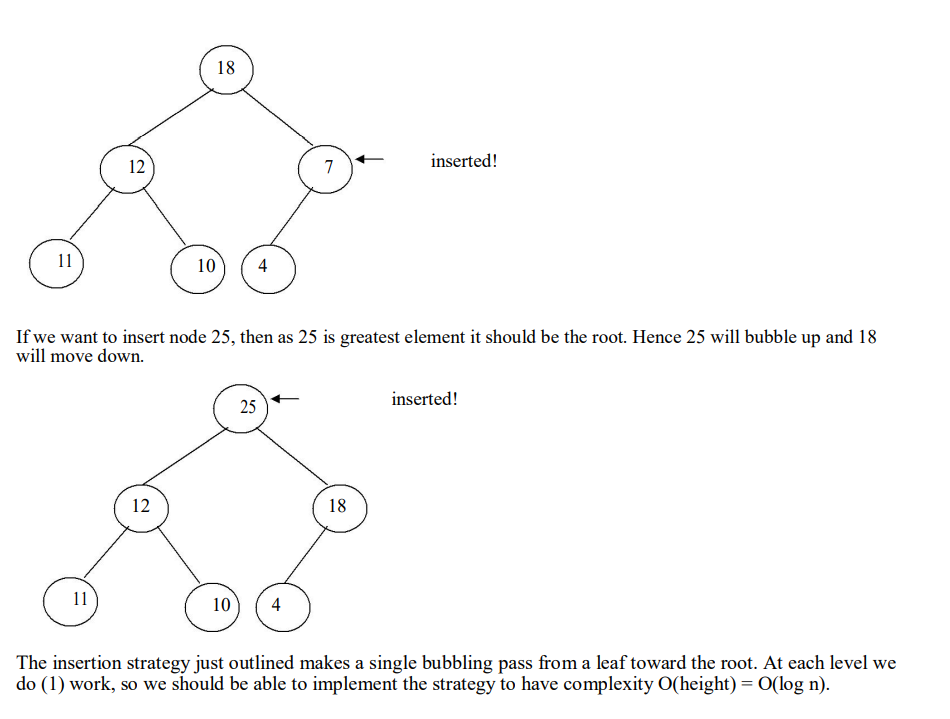 18
12
7
inserted!
11
10
4
If we want to insert node 25, then as 25 is greatest element it should be the root. Hence 25 will bubble up and 18
will move down.
25
inserted!
12
18
11
10
4
The insertion strategy just outlined makes a single bubbling pass from a leaf toward the root. At each level we
do (1) work, so we should be able to implement the strategy to have complexity O(height) = O(log n).